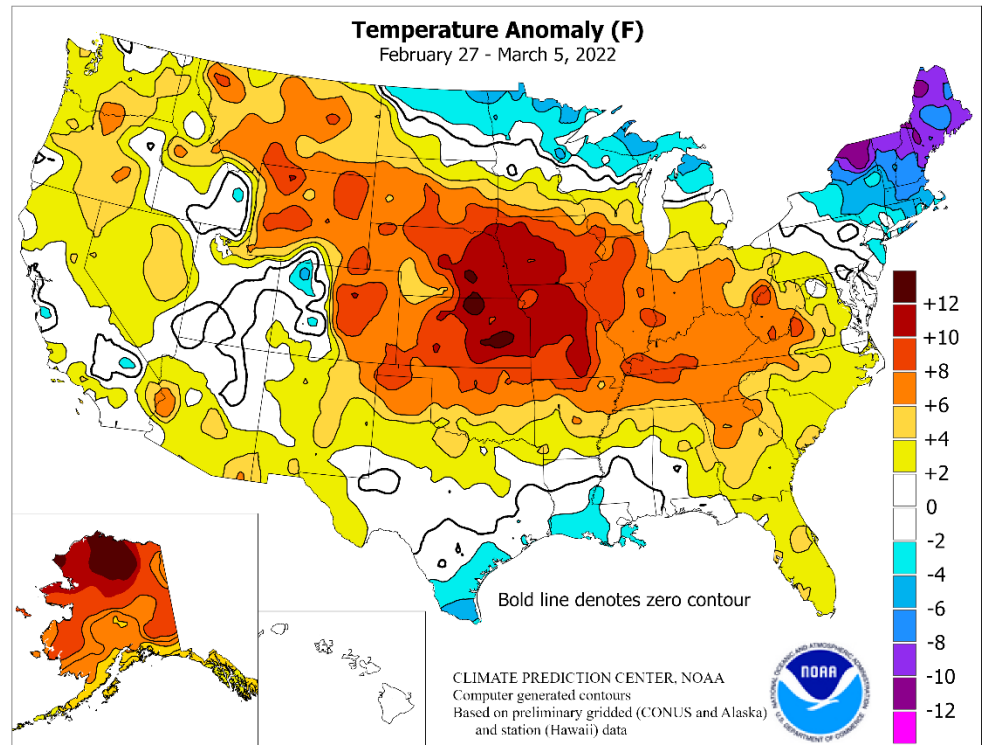 Temperature Anomaly (F)
February 27 - March 5, 2022
+12
+10
+8
+6
+4
+2
0
-2
-4
-6
-8
-10
-12
Bold line denotes zero contour
CLIMATE PREDICTION CENTER, NOAA
Computer generated contours
Based on preliminary gridded (CONUS and Alaska)
and station (Hawaii) data
NATIONAL OCEANIC AND ATMOSPHERIC ADMINISTRATION
NOAA
U.S. DEPARTMENT OF COMMERCE